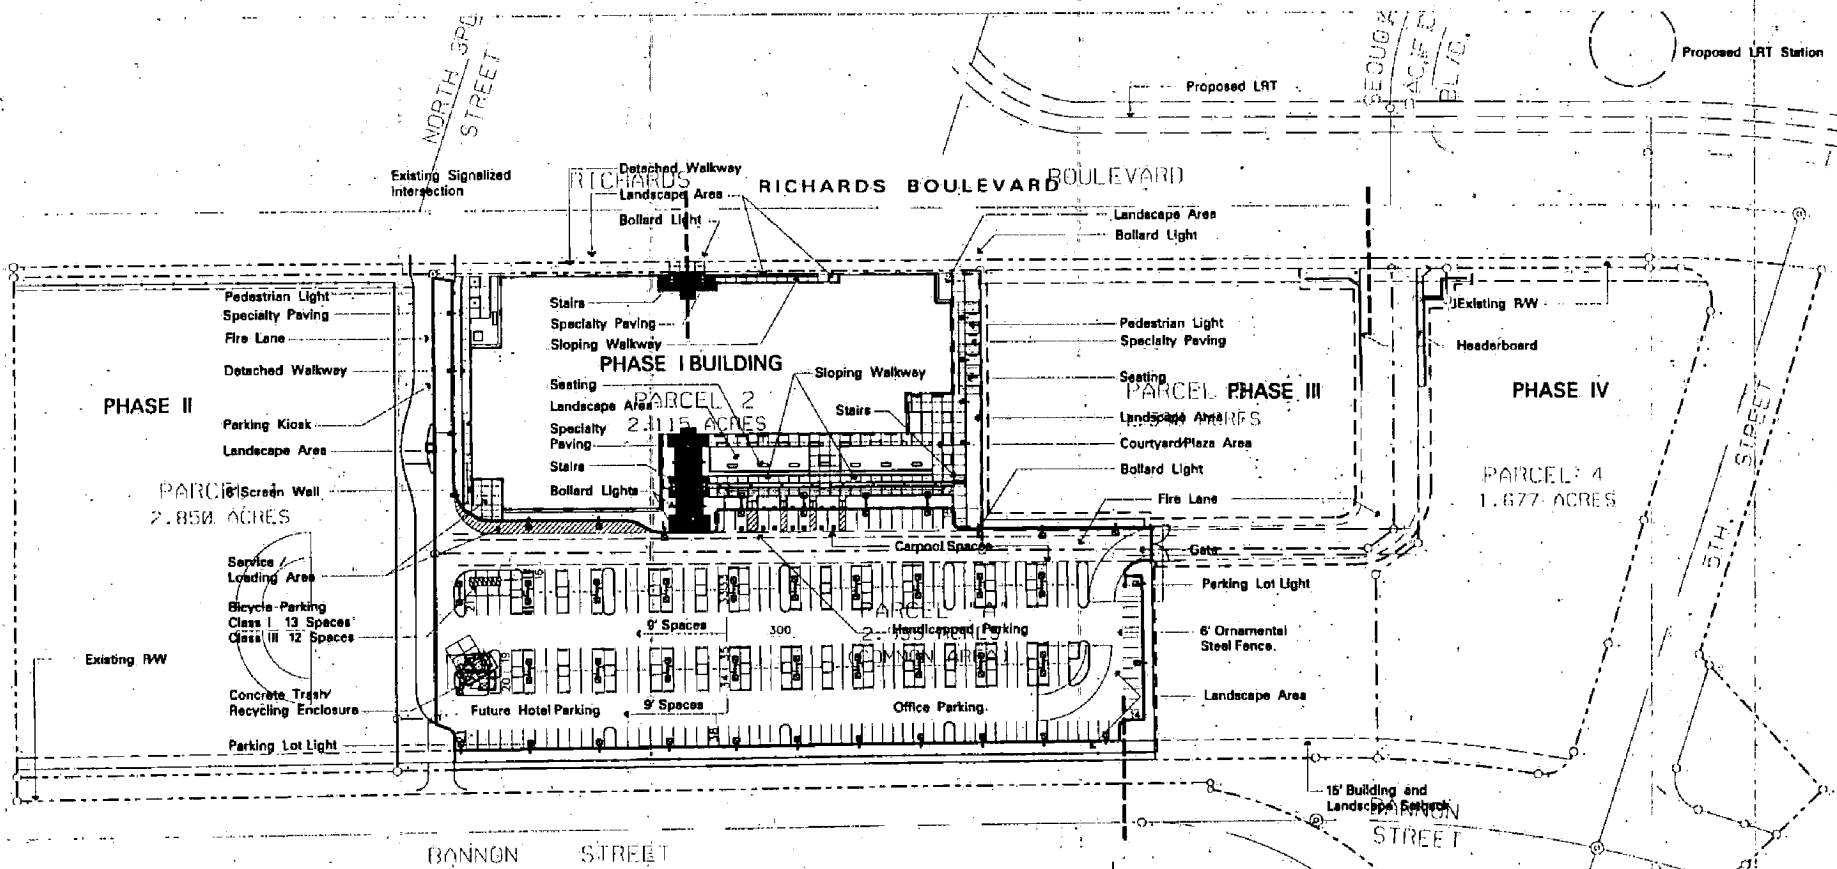 NORTH 3RD
STREET
SEQUOIA
PACIFIC
BLVD.
Proposed LRT Station
Proposed LRT
Existing Signalized
Intersection
Detached Walkway
Landscape Area
Bollard Light
RICHARDS
RICHARDS BOULEVARD
BOULEVARD
Landscape Area
Bollard Light
Pedestrian Light
Specialty Paving
Fire Lane
Detached Walkway
Parking Kiosk
Landscape Area
6' Screen Wall
Service /
Loading Area
Bicycle Parking
Class I 13 Spaces
Class III 12 Spaces
Existing R/W
Concrete Trash/
Recycling Enclosure
Parking Lot Light
PHASE II
2.850 ACRES
Stairs
Specialty Paving
Sloping Walkway
PHASE I BUILDING
Seating
PARCEL 2
Landscape Area
ACRES
Specialty
Paving
Stairs
Bollard Lights
Sloping Walkway
Stairs
Pedestrian Light
Specialty Paving
Seating
PARCEL
PHASE III
Landscape Area
Courtyard/Plaza Area
Bollard Light
Fire Lane
Existing R/W
Headerboard
PHASE IV
PARCEL 4
1.677 ACRES
5TH. STREET
Carpool Spaces
Gate
Parking Lot Light
PARCEL
9' Spaces
300
Handicapped Parking
(COMMON AREA)
6' Ornamental
Steel Fence.
Landscape Area
Future Hotel Parking
9' Spaces
Office Parking
15' Building and
Landscape Setback
BANNON
STREET
BANNON STREET